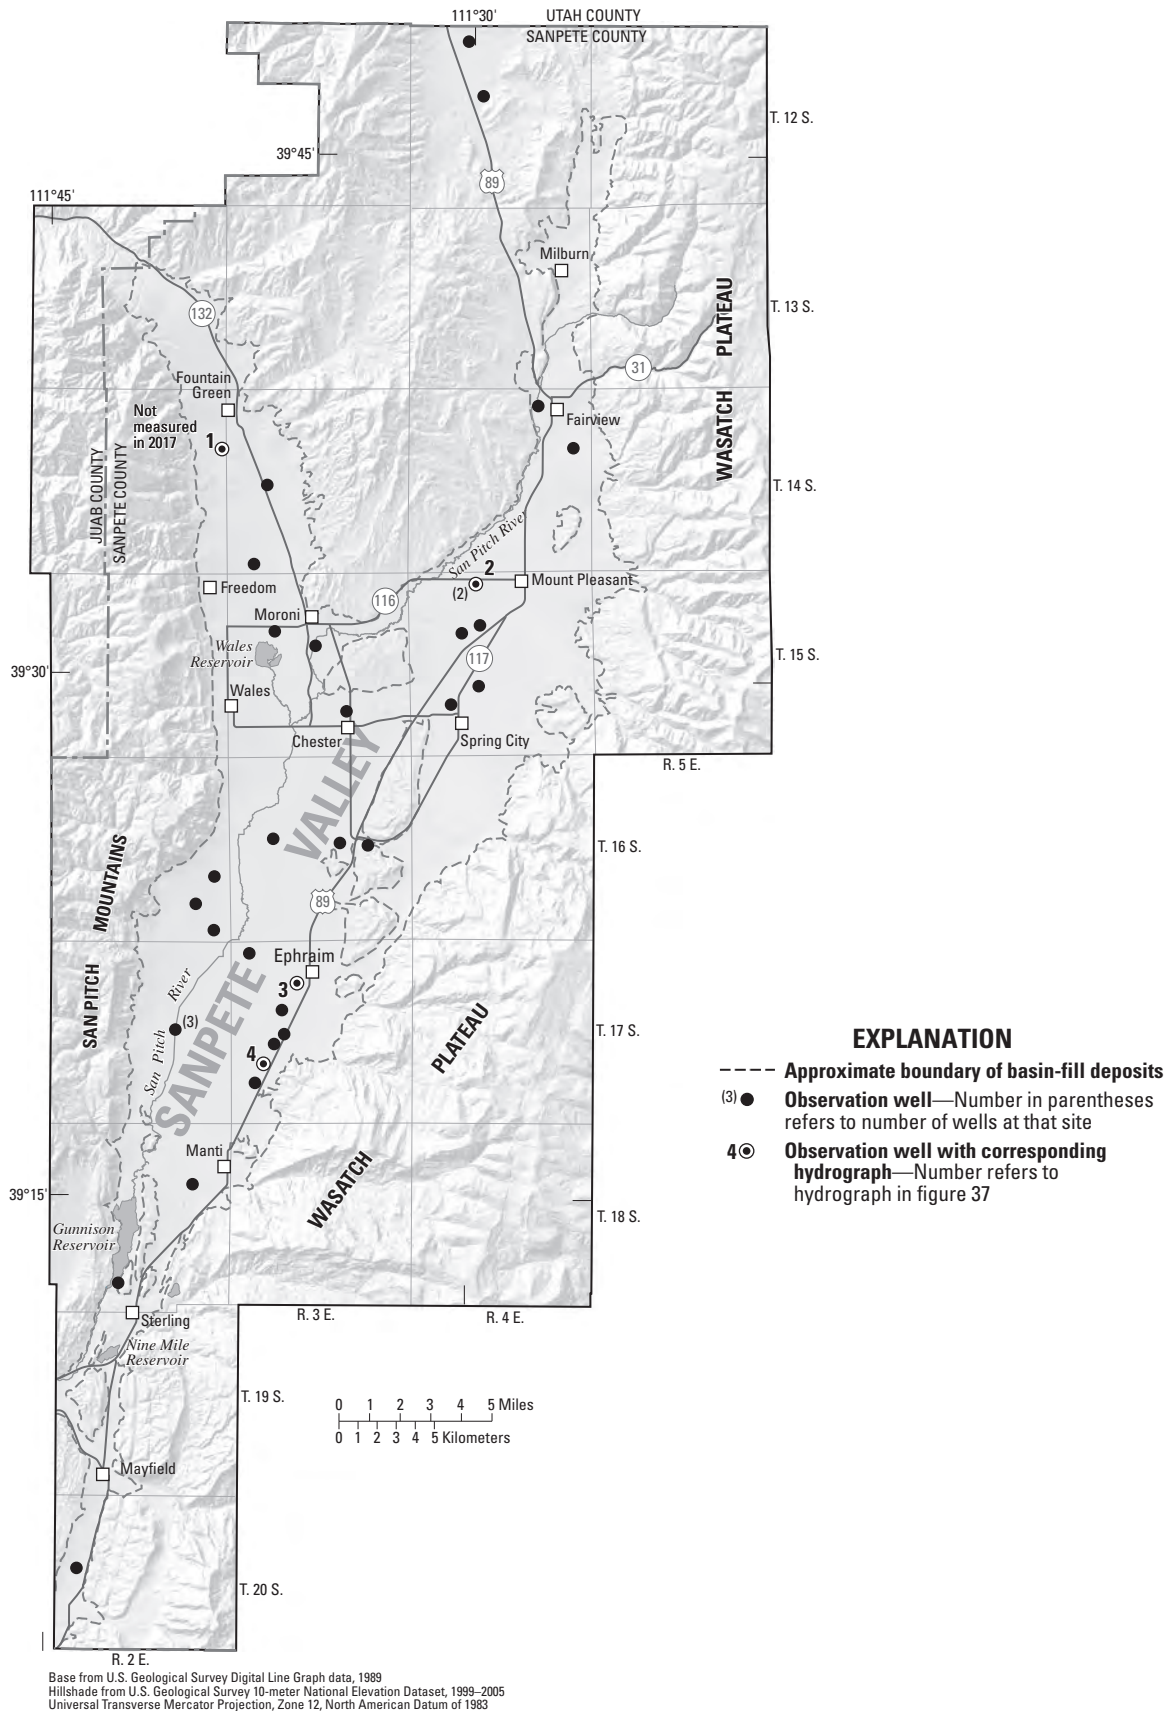 111°30'
UTAH COUNTY
SANPETE COUNTY
T. 12 S.
39°45'
89
111°45'
Milburn
132
T. 13 S.
WASATCH PLATEAU
31
Fountain
Green
Not
measured
in 2017
1
Fairview
JUAB COUNTY
SANPETE COUNTY
T. 14 S.
San Pitch River
2
(2)
Mount Pleasant
Freedom
116
Moroni
Wales
Reservoir
117
T. 15 S.
39°30'
Wales
Chester
Spring City
R. 5 E.
SANPETE VALLEY
T. 16 S.
SAN PITCH MOUNTAINS
89
Ephraim
3
San Pitch River
(3)
T. 17 S.
4
WASATCH PLATEAU
Manti
39°15'
T. 18 S.
Gunnison
Reservoir
R. 3 E.
R. 4 E.
Sterling
Nine Mile
Reservoir
T. 19 S.
0 1 2 3 4 5 Miles
0 1 2 3 4 5 Kilometers
Mayfield
T. 20 S.
R. 2 E.
EXPLANATION
Approximate boundary of basin-fill deposits
(3) Observation well—Number in parentheses
refers to number of wells at that site
4 Observation well with corresponding
hydrograph—Number refers to
hydrograph in figure 37
Base from U.S. Geological Survey Digital Line Graph data, 1989
Hillshade from U.S. Geological Survey 10-meter National Elevation Dataset, 1999–2005
Universal Transverse Mercator Projection, Zone 12, North American Datum of 1983